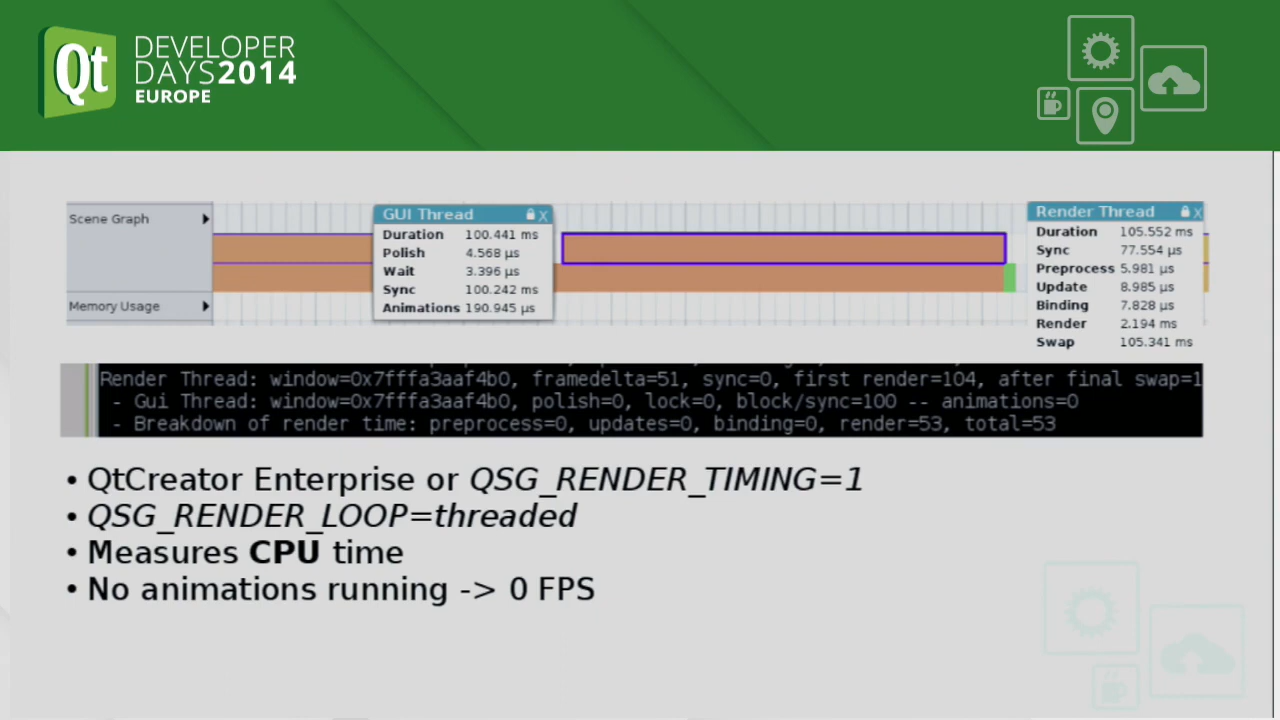 Qt DEVELOPER
DAYS2014
EUROPE
Scene Graph
Memory Usage
GUI Thread X
Duration 100.441 ms
Polish 4.568 µs
Wait 3.396 µs
Sync 100.242 ms
Animations 190.945 µs
Render Thread X
Duration 105.552 ms
Sync 77.554 µs
Preprocess 5.981 µs
Update 8.985 µs
Binding 7.828 µs
Render 2.194 ms
Swap 105.341 ms
Render Thread: window=0x7fffa3aaf4b0, framedelta=51, sync=0, first render=104, after final swap=1
- Gui Thread: window=0x7fffa3aaf4b0, polish=0, lock=0, block/sync=100 -- animations=0
- Breakdown of render time: preprocess=0, updates=0, binding=0, render=53, total=53
• QtCreator Enterprise or QSG_RENDER_TIMING=1
• QSG_RENDER_LOOP=threaded
• Measures CPU time
• No animations running -> 0 FPS